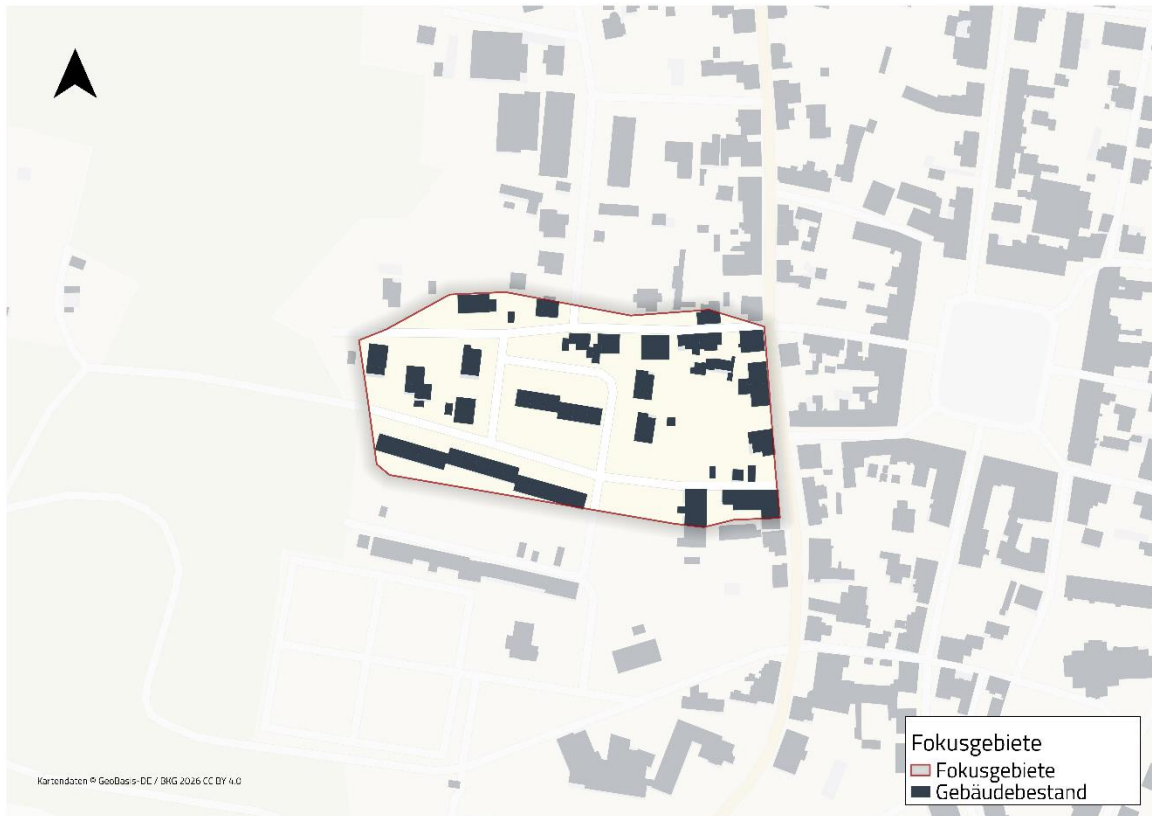 Fokusgebiete
Fokusgebiete
Gebäudebestand
Kartendaten © GeoBasis-DE / BKG 2026 CC BY 4.0